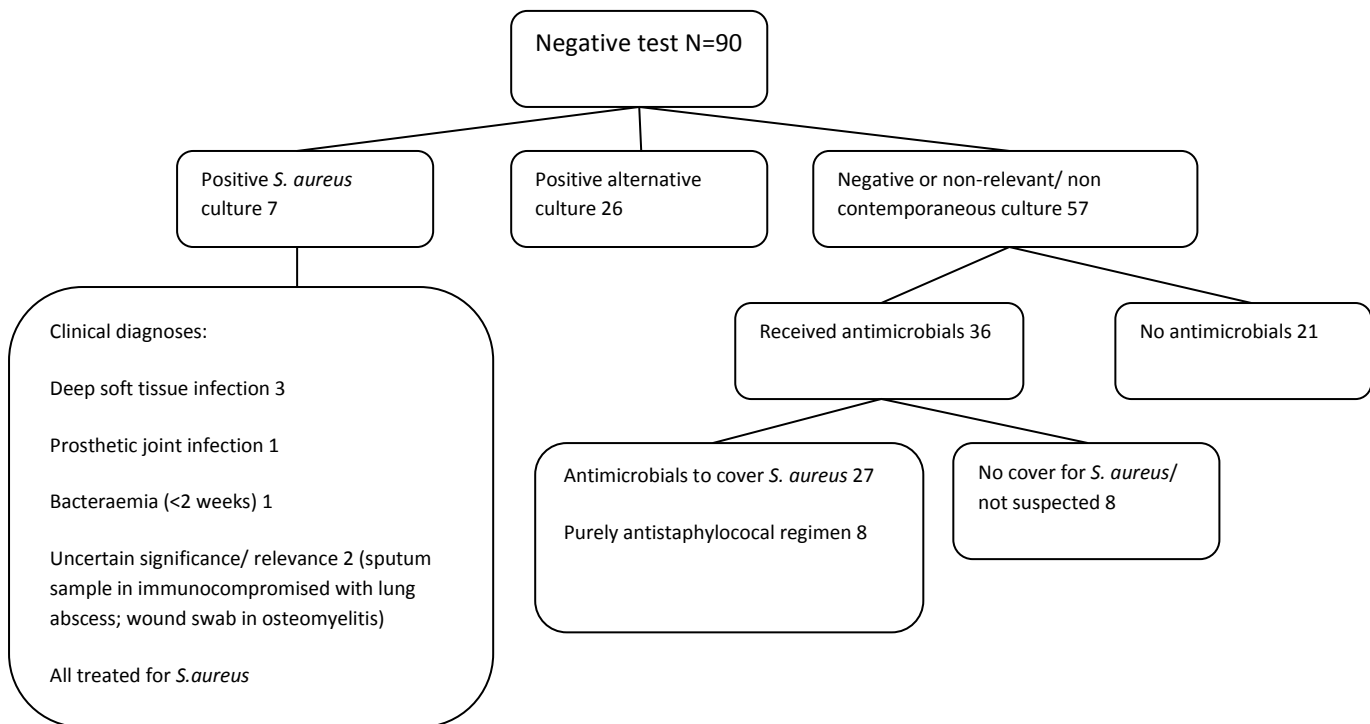 Negative test N=90
Positive S. aureus
culture 7
Positive alternative
culture 26
Negative or non-relevant/ non
contemporaneous culture 57
Clinical diagnoses:
Deep soft tissue infection 3
Prosthetic joint infection 1
Bacteraemia (<2 weeks) 1
Uncertain significance/ relevance 2 (sputum
sample in immunocompromised with lung
abscess; wound swab in osteomyelitis)
All treated for S.aureus
Received antimicrobials 36
No antimicrobials 21
Antimicrobials to cover S. aureus 27
Purely antistaphylococal regimen 8
No cover for S. aureus/
not suspected 8